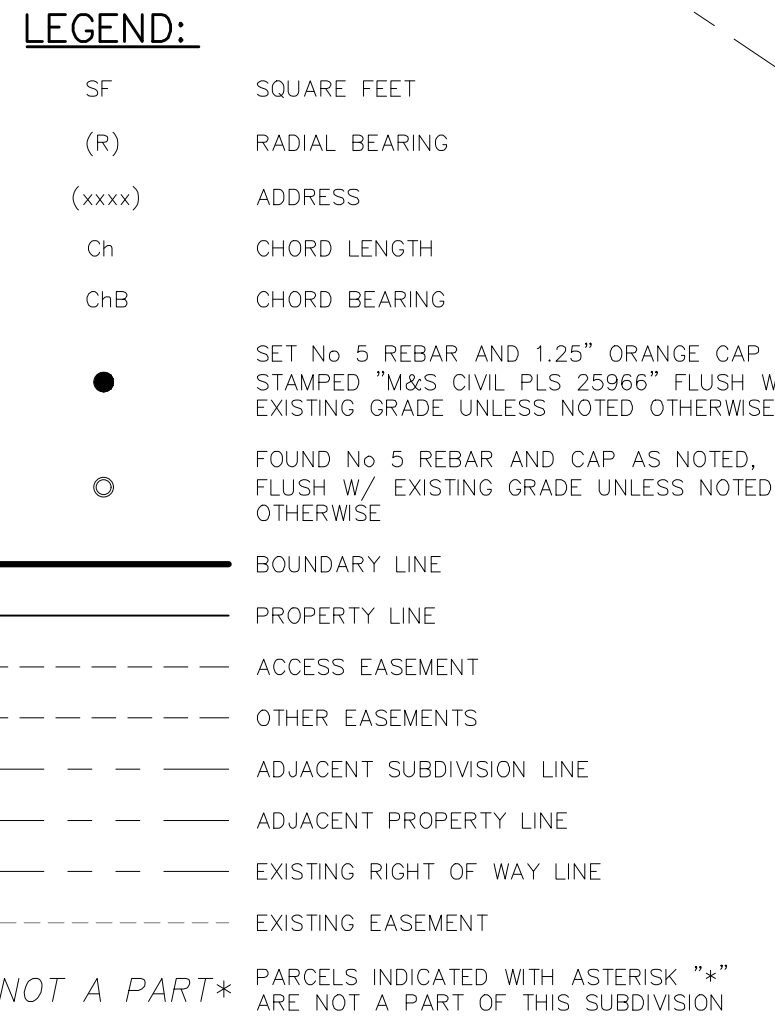 LEGEND:
SF SQUARE FEET
(R) RADIAL BEARING
(xxxx) ADDRESS
Ch CHORD LENGTH
ChB CHORD BEARING
SET No 5 REBAR AND 1.25" ORANGE CAP
STAMPED "M&S CIVIL PLS 25966" FLUSH W
EXISTING GRADE UNLESS NOTED OTHERWISE
FOUND No 5 REBAR AND CAP AS NOTED,
FLUSH W/ EXISTING GRADE UNLESS NOTED
OTHERWISE
BOUNDARY LINE
PROPERTY LINE
ACCESS EASEMENT
OTHER EASEMENTS
ADJACENT SUBDIVISION LINE
ADJACENT PROPERTY LINE
EXISTING RIGHT OF WAY LINE
EXISTING EASEMENT
NOT A PART*
PARCELS INDICATED WITH ASTERISK "*"
ARE NOT A PART OF THIS SUBDIVISION